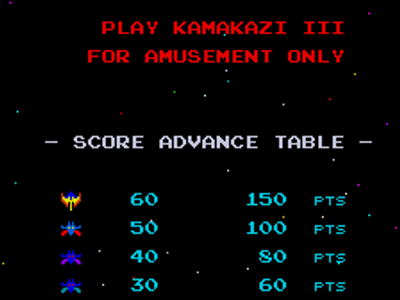 PLAY KAMAKAZI III
FOR AMUSEMENT ONLY
— SCORE ADVANCE TABLE —
60 150 PTS
50 100 PTS
40 80 PTS
30 60 PTS